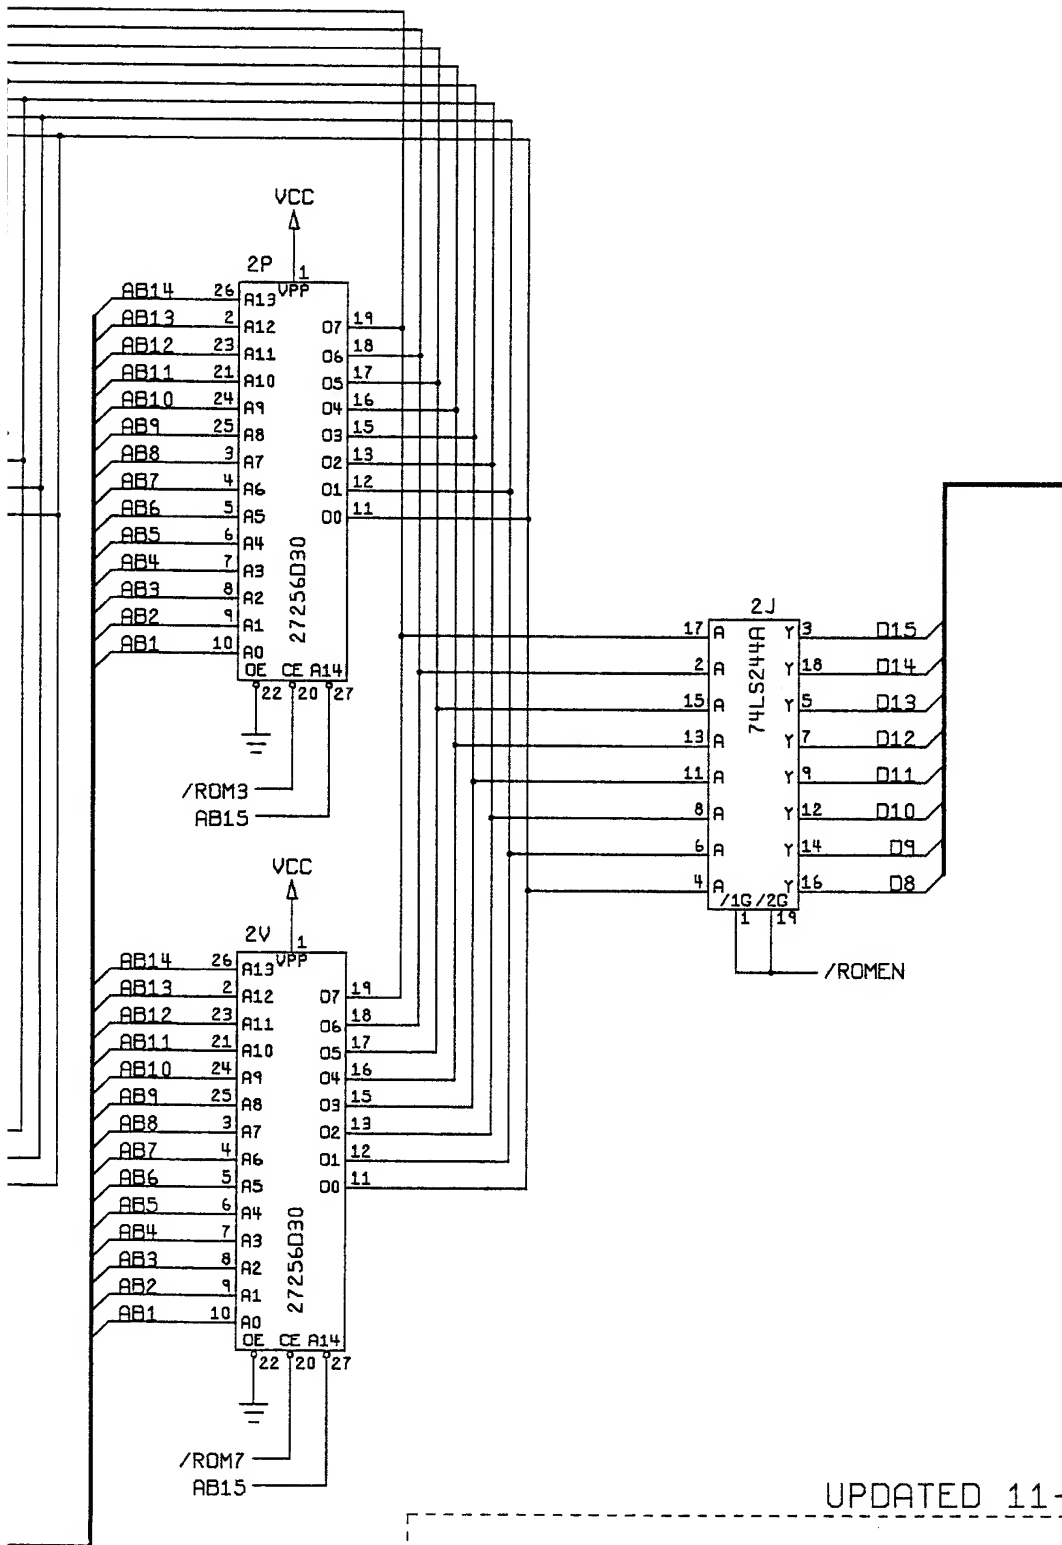 VCC
2P
1
VPP
AB14 26 A13
AB13 2 A12 O7 19
AB12 23 A11 O6 18
AB11 21 A10 O5 17
AB10 24 A9 O4 16
AB9 25 A8 O3 15
AB8 3 A7 O2 13
AB7 4 A6 O1 12
AB6 5 A5 O0 11
AB5 6 A4
AB4 7 A3
AB3 8 A2
AB2 9 A1
AB1 10 A0
27256D30
OE CE A14
22 20 27
/ROM3
AB15
2J
74LS244A
17 A Y 3 D15
2 A Y 18 D14
15 A Y 5 D13
13 A Y 7 D12
11 A Y 9 D11
8 A Y 12 D10
6 A Y 14 D9
4 A Y 16 D8
/1G /2G
1 19
/ROMEN
VCC
2V
1
VPP
AB14 26 A13
AB13 2 A12 O7 19
AB12 23 A11 O6 18
AB11 21 A10 O5 17
AB10 24 A9 O4 16
AB9 25 A8 O3 15
AB8 3 A7 O2 13
AB7 4 A6 O1 12
AB6 5 A5 O0 11
AB5 6 A4
AB4 7 A3
AB3 8 A2
AB2 9 A1
AB1 10 A0
27256D30
OE CE A14
22 20 27
/ROM7
AB15
UPDATED 11-